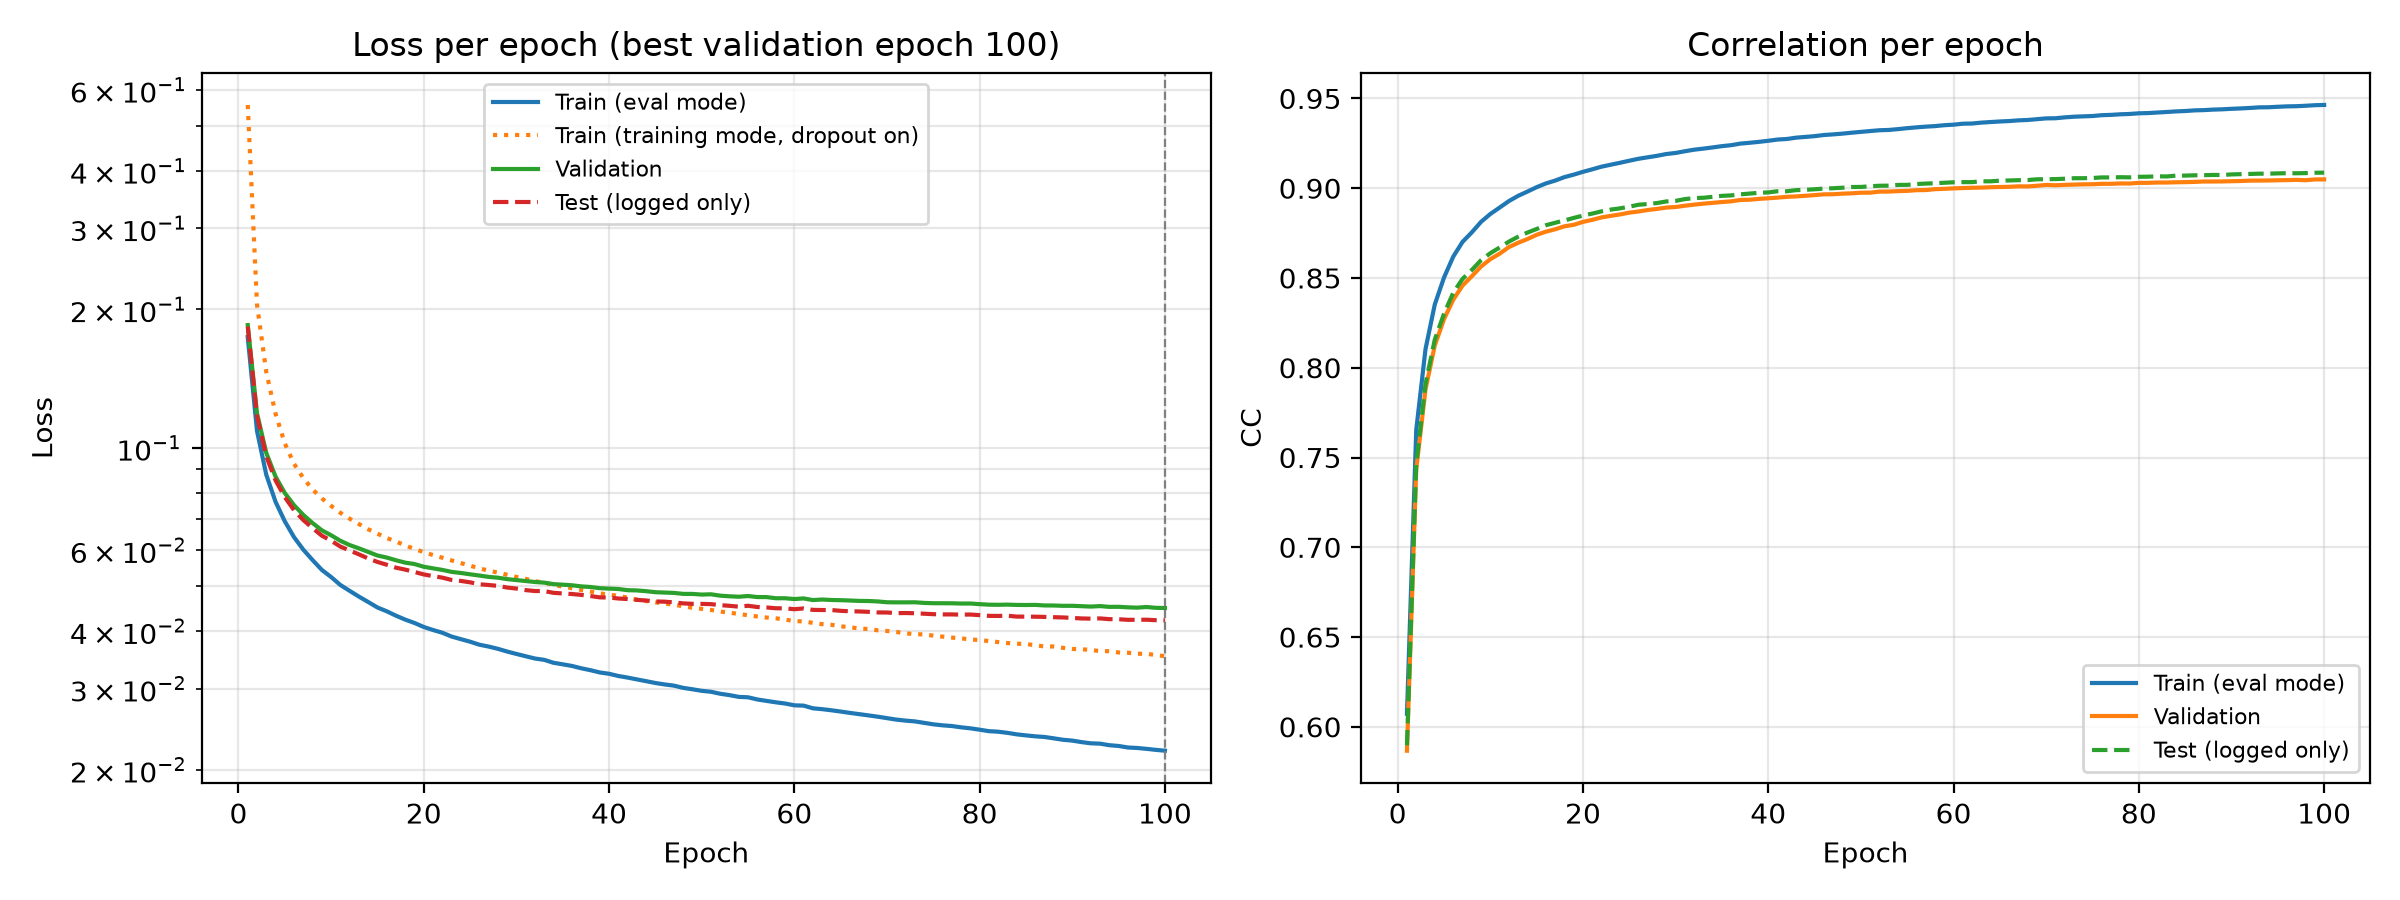 Loss per epoch (best validation epoch 100)
6 × 10⁻¹
4 × 10⁻¹
3 × 10⁻¹
2 × 10⁻¹
10⁻¹
6 × 10⁻²
4 × 10⁻²
3 × 10⁻²
2 × 10⁻²
Loss
Train (eval mode)
Train (training mode, dropout on)
Validation
Test (logged only)
0 20 40 60 80 100
Epoch
Correlation per epoch
0.95
0.90
0.85
0.80
0.75
0.70
0.65
0.60
CC
Train (eval mode)
Validation
Test (logged only)
0 20 40 60 80 100
Epoch